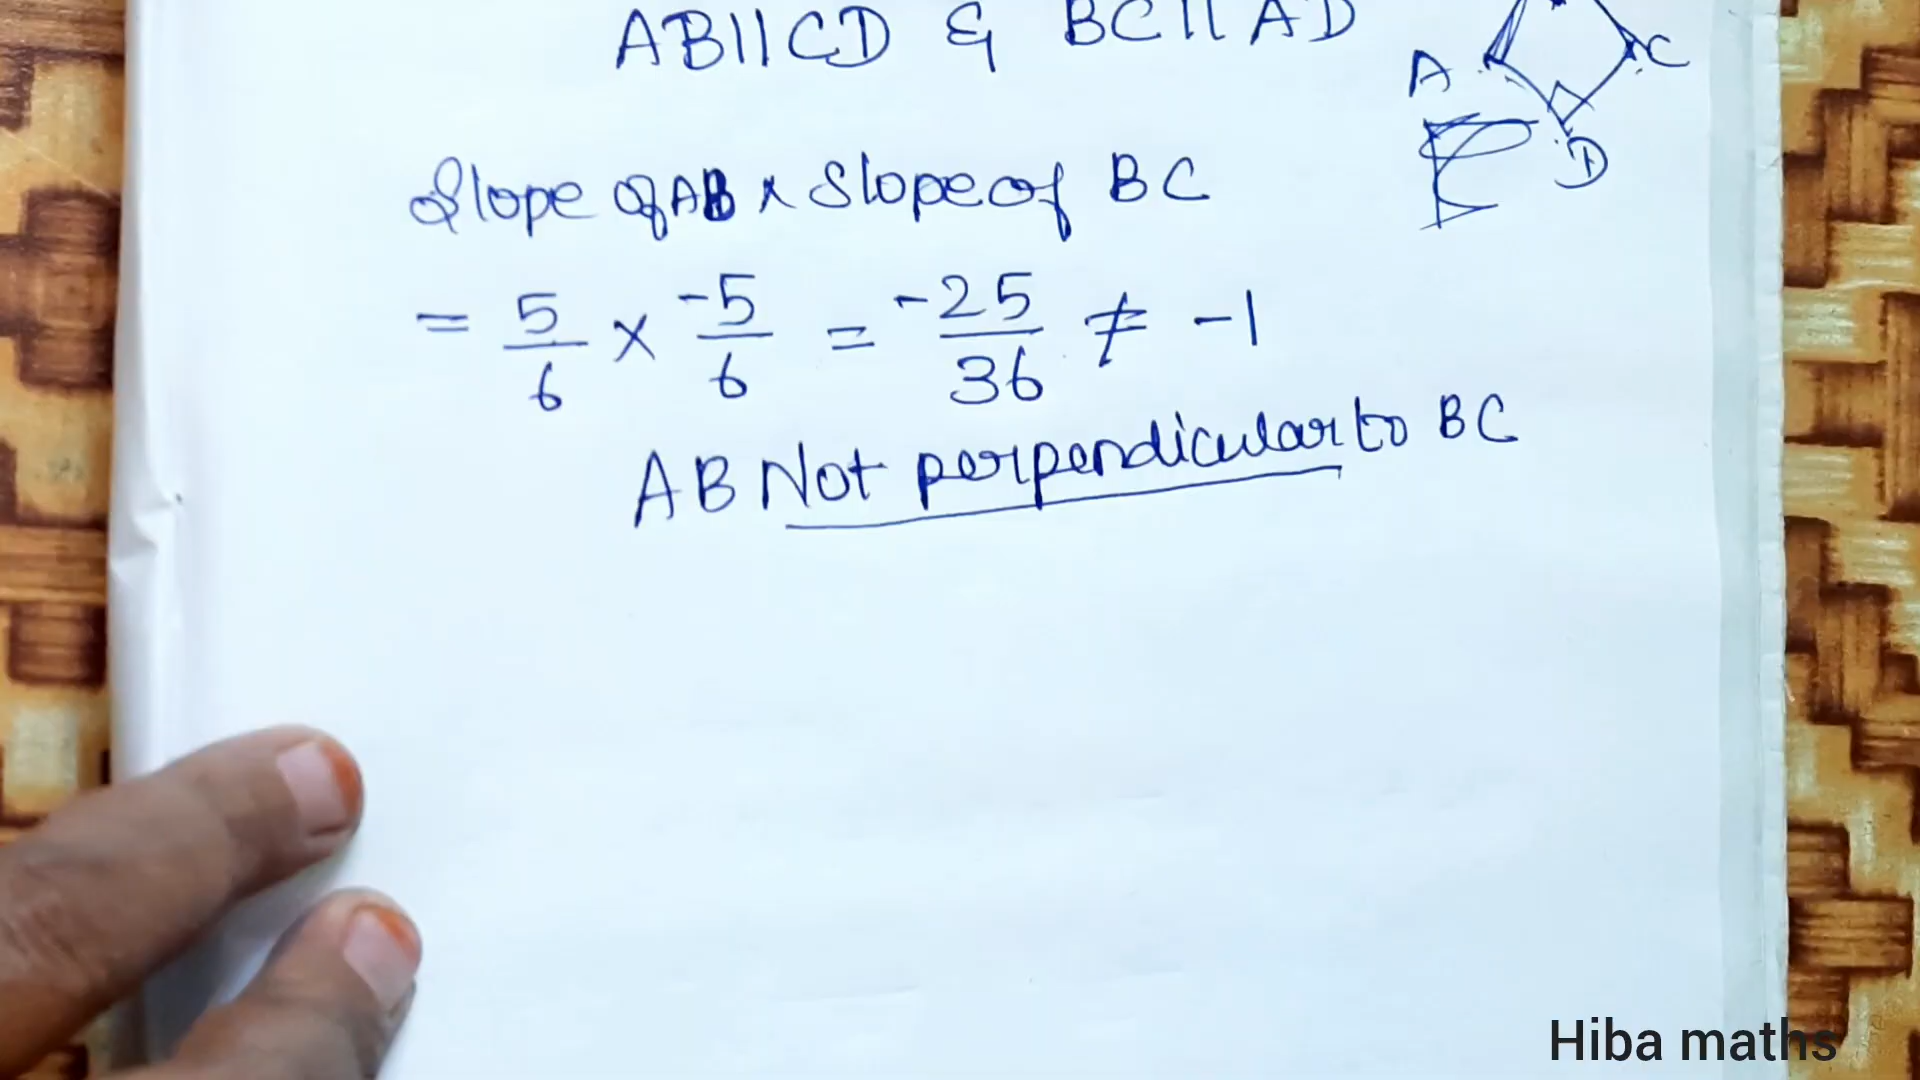 AB||CD & BC||AD
A
C
D
Slope of AB x Slope of BC
= 5/6 x -5/6 = -25/36 ≠ -1
AB Not perpendicular to BC
Hiba maths